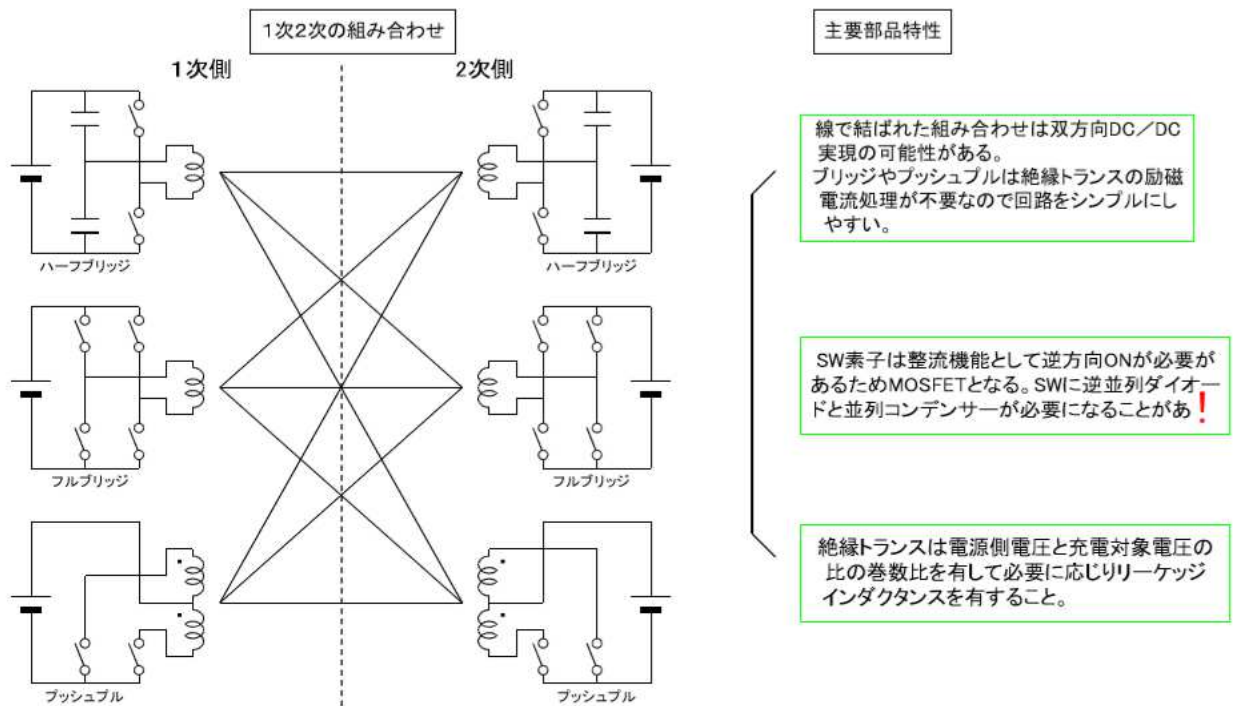 1次2次の組み合わせ
主要部品特性
1次側
2次側
ハーフブリッジ
ハーフブリッジ
フルブリッジ
フルブリッジ
プッシュプル
プッシュプル
線で結ばれた組み合わせは双方向DC/DC
実現の可能性がある。
ブリッジやプッシュプルは絶縁トランスの励磁
電流処理が不要なので回路をシンプルにし
やすい。
SW素子は整流機能として逆方向ONが必要が
あるためMOSFETとなる。SWに逆並列ダイオー
ドと並列コンデンサーが必要になることがあ❗
絶縁トランスは電源側電圧と充電対象電圧の
比の巻数比を有して必要に応じリーケッジ
インダクタンスを有すること。